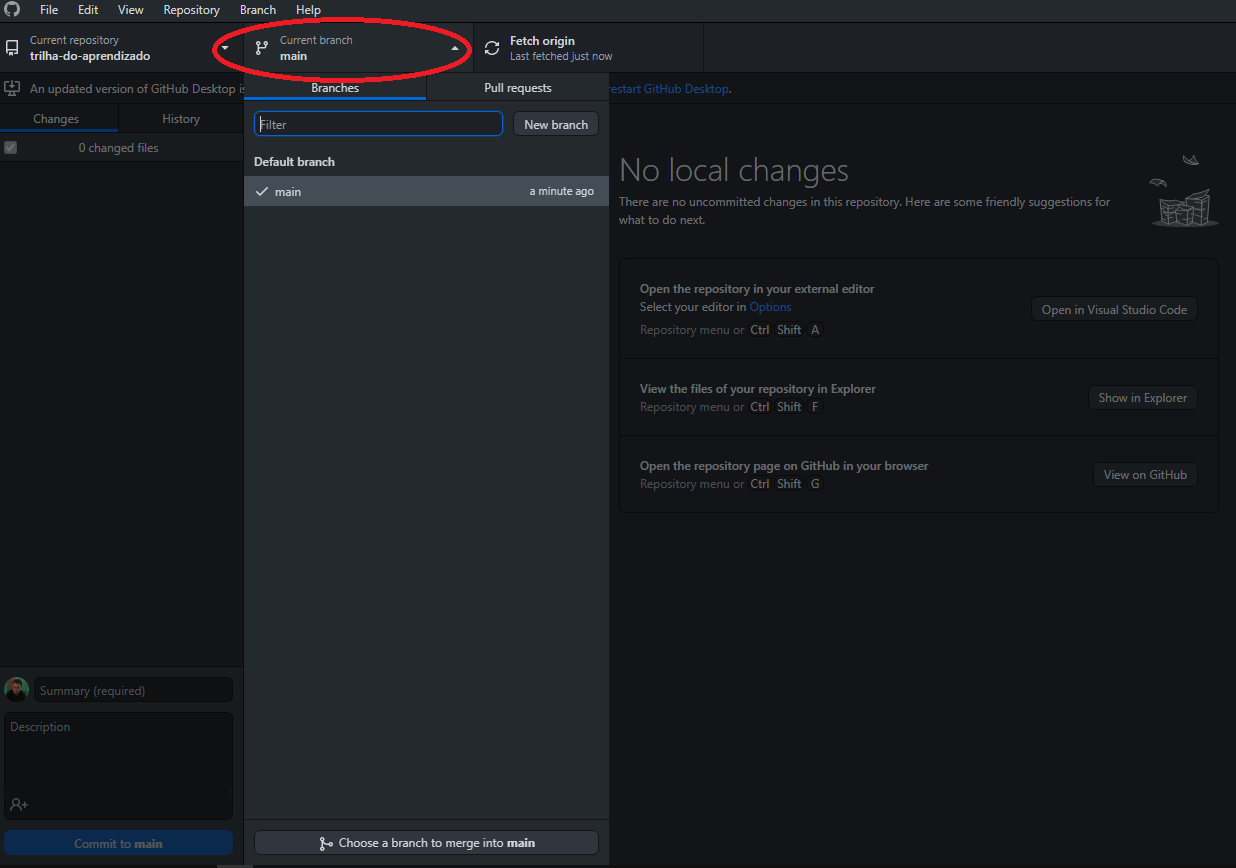 File Edit View Repository Branch Help
Current repository
trilha-do-aprendizado
Current branch
main
Fetch origin
Last fetched just now
An updated version of GitHub Desktop is
restart GitHub Desktop.
Branches
Pull requests
Changes
History
0 changed files
Filter
New branch
Default branch
main
a minute ago
No local changes
There are no uncommitted changes in this repository. Here are some friendly suggestions for
what to do next.
Open the repository in your external editor
Select your editor in Options
Repository menu or Ctrl Shift A
Open in Visual Studio Code
View the files of your repository in Explorer
Repository menu or Ctrl Shift F
Show in Explorer
Open the repository page on GitHub in your browser
Repository menu or Ctrl Shift G
View on GitHub
Summary (required)
Description
Commit to main
Choose a branch to merge into main